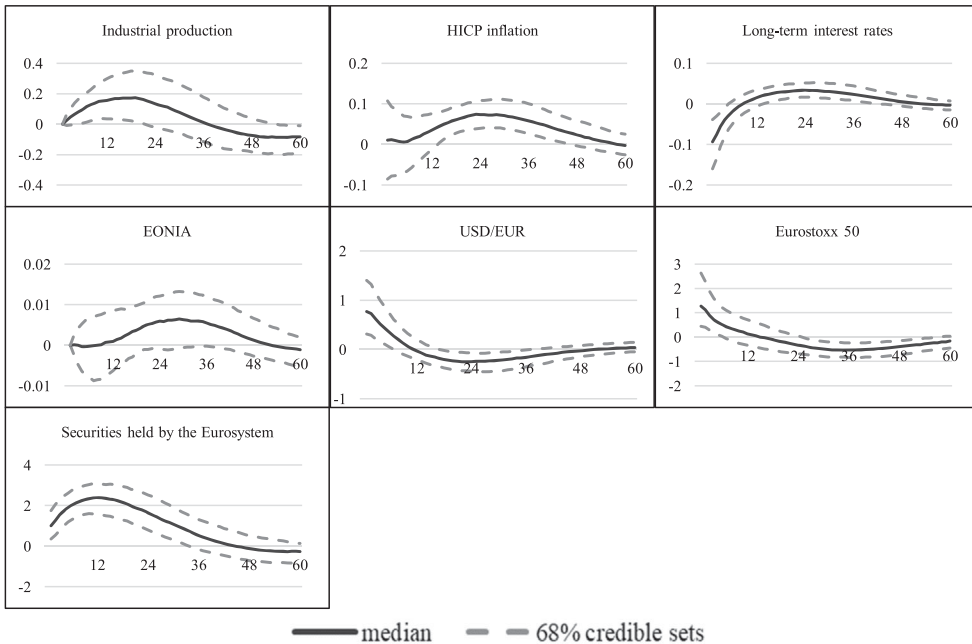 Industrial production
0.4
0.2
0
-0.2
-0.4
12 24 36 48 60
HICP inflation
0.2
0.1
0
-0.1
12 24 36 48 60
Long-term interest rates
0.1
0
-0.1
-0.2
12 24 36 48 60
EONIA
0.02
0.01
0
-0.01
12 24 36 48 60
USD/EUR
2
1
0
-1
12 24 36 48 60
Eurostoxx 50
3
2
1
0
-1
-2
12 24 36 48 60
Securities held by the Eurosystem
4
2
0
-2
12 24 36 48 60
median 68% credible sets